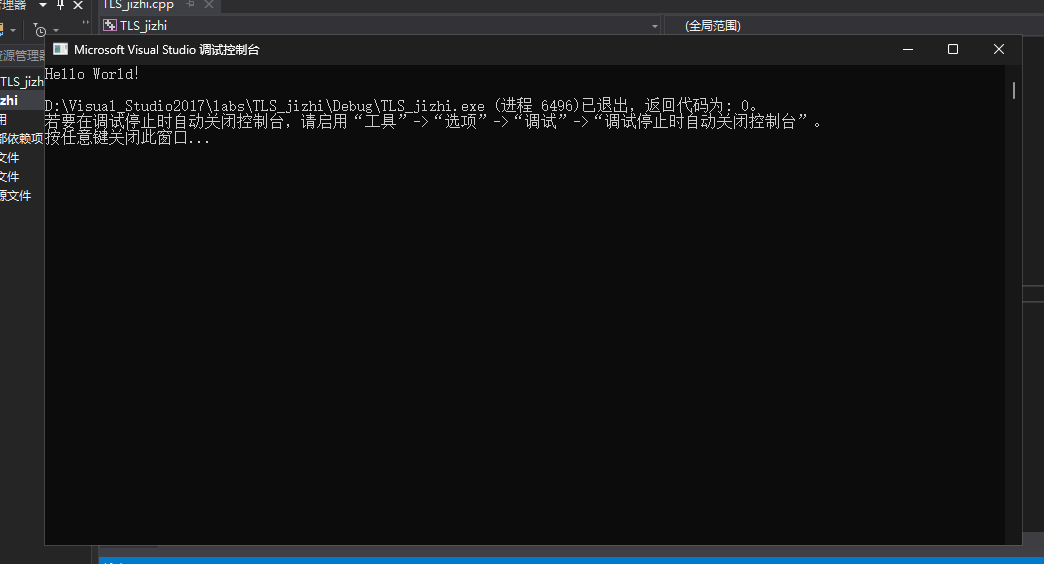 管理器
TLS_jizhi.cpp
TLS_jizhi
(全局范围)
资源管理器
Microsoft Visual Studio 调试控制台
Hello World!
TLS_jizh
zhi
用
部依赖项
文件
文件
源文件
D:\Visual_Studio2017\labs\TLS_jizhi\Debug\TLS_jizhi.exe (进程 6496)已退出，返回代码为: 0。
若要在调试停止时自动关闭控制台，请启用“工具”->“选项”->“调试”->“调试停止时自动关闭控制台”。
按任意键关闭此窗口...